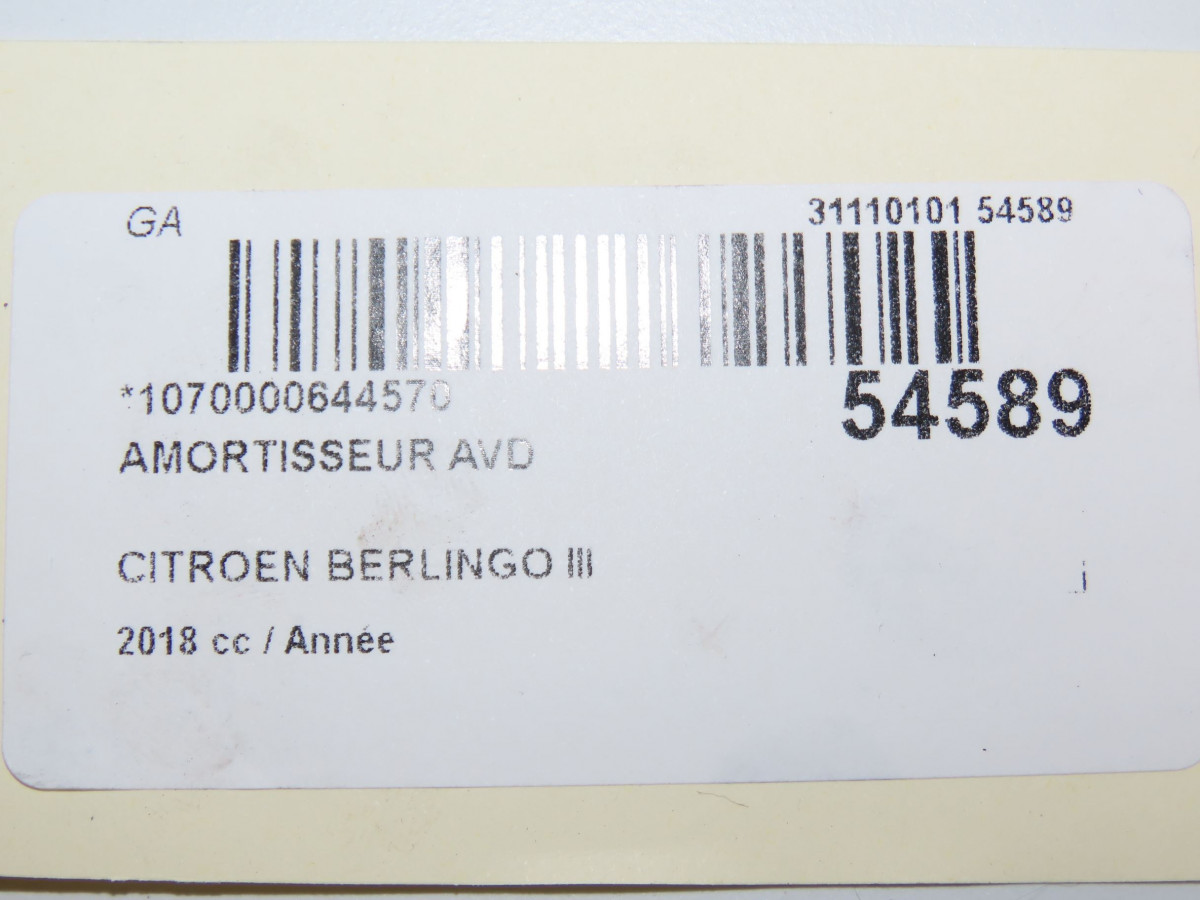 GA
31110101 54589
*1070000644570
54589
AMORTISSEUR AVD
CITROEN BERLINGO III
2018 cc / Année